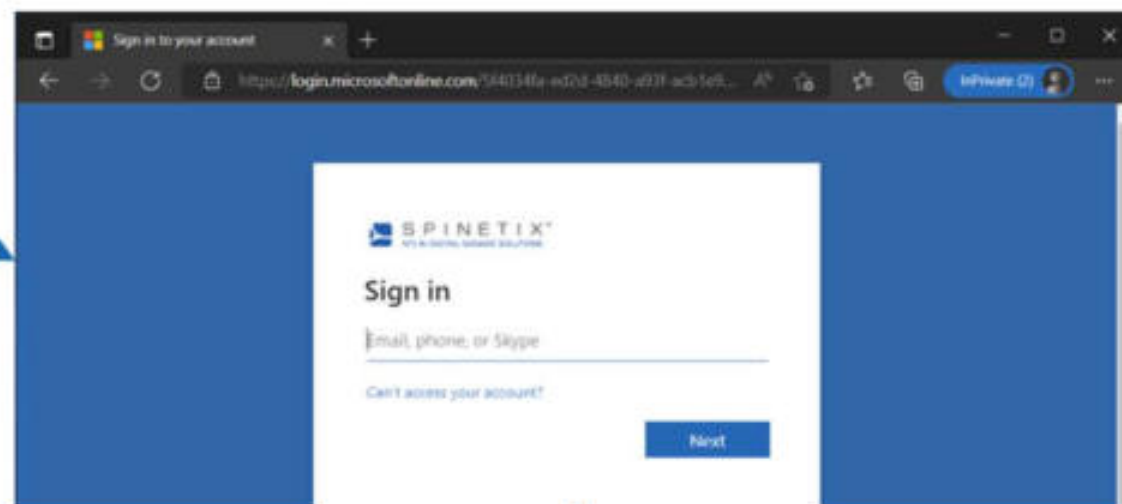 Sign in to your account
https://login.microsoftonline.com/
InPrivate (2)
SPINETIX
Sign in
Email, phone, or Skype
Can't access your account?
Next